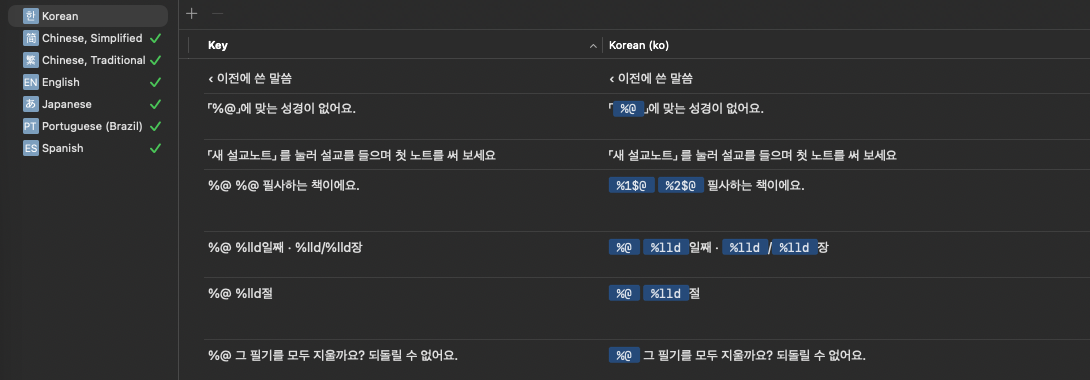 한 Korean
简 Chinese, Simplified
繁 Chinese, Traditional
EN English
あ Japanese
PT Portuguese (Brazil)
ES Spanish
Key Korean (ko)
‹ 이전에 쓴 말씀 ‹ 이전에 쓴 말씀
「%@」에 맞는 성경이 없어요. 「%@」에 맞는 성경이 없어요.
「새 설교노트」 를 눌러 설교를 들으며 첫 노트를 써 보세요 「새 설교노트」 를 눌러 설교를 들으며 첫 노트를 써 보세요
%@ %@ 필사하는 책이에요. %1$@ %2$@ 필사하는 책이에요.
%@ %lld일째 · %lld/%lld장 %@ %lld 일째 · %lld / %lld 장
%@ %lld절 %@ %lld 절
%@ 그 필기를 모두 지울까요? 되돌릴 수 없어요. %@ 그 필기를 모두 지울까요? 되돌릴 수 없어요.